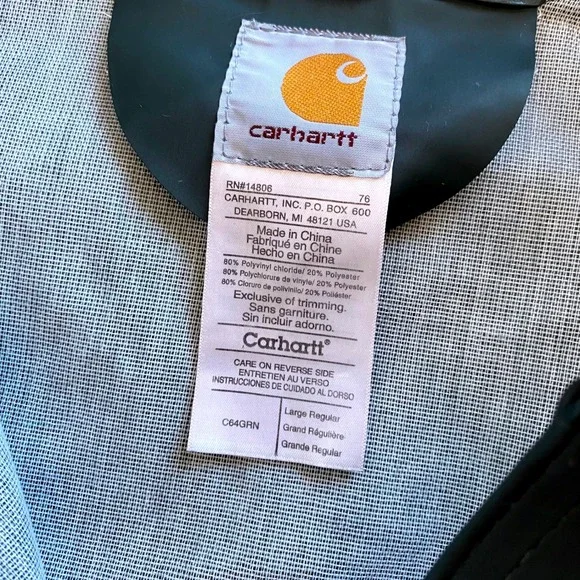 carhartt
RN#14806 76
CARHARTT, INC. P.O. BOX 600
DEARBORN, MI 48121 USA
Made in China
Fabriqué en Chine
Hecho en China
80% Polyvinyl chloride/ 20% Polyester
80% Polychlorure de vinyle/ 20% Polyester
80% Cloruro de polivinilo/ 20% Poliéster
Exclusive of trimming.
Sans garniture.
Sin incluir adorno.
Carhartt®
CARE ON REVERSE SIDE
ENTRETIEN AU VERSO
INSTRUCCIONES DE CUIDADO AL DORSO
C64GRN
Large Regular
Grand Régulière
Grande Regular